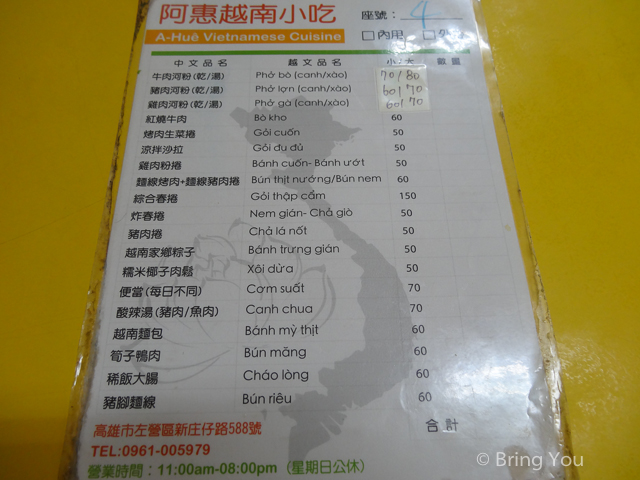 阿惠越南小吃 座號: 4
A-Huê Vietnamese Cuisine □內用 □外
中文品名 越文品名 小/大 數量
牛肉河粉(乾/湯) Phở bò (canh/xào) 70/80
豬肉河粉(乾/湯) Phở lợn (canh/xào) 60/70
雞肉河粉(乾/湯) Phở gà (canh/xào) 60/70
紅燒牛肉 Bò kho 60
烤肉生菜捲 Gỏi cuốn 50
涼拌沙拉 Gỏi đu đủ 50
雞肉粉捲 Bánh cuốn- Bánh ướt 50
麵線烤肉+麵線豬肉捲 Bún thịt nướng/Bún nem 60
綜合春捲 Gỏi thập cẩm 150
炸春捲 Nem gián- Chả giò 50
豬肉捲 Chả lá nốt 50
越南家鄉粽子 Bánh trưng gián 50
糯米椰子肉鬆 Xôi dừa 50
便當(每日不同) Cơm suất 70
酸辣湯(豬肉/魚肉) Canh chua 70
越南麵包 Bánh mỳ thịt 60
筍子鴨肉 Bún măng 60
稀飯大腸 Cháo lòng 60
豬腳麵線 Bún riêu 60
高雄市左營區新庄仔路588號 合計
TEL:0961-005979
營業時間:11:00am-08:00pm (星期日公休)
© Bring You